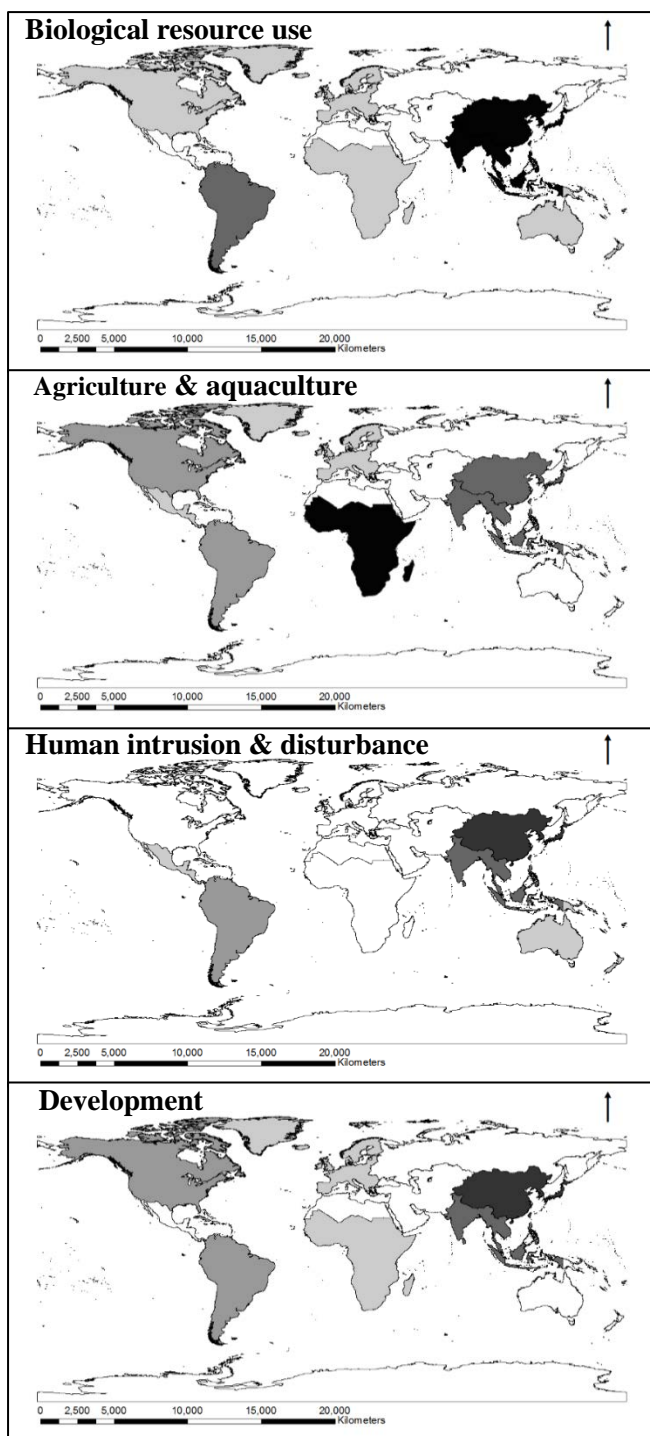 Biological resource use
0 2,500 5,000 10,000 15,000 20,000
Kilometers
Agriculture & aquaculture
0 2,500 5,000 10,000 15,000 20,000
Kilometers
Human intrusion & disturbance
0 2,500 5,000 10,000 15,000 20,000
Kilometers
Development
0 2,500 5,000 10,000 15,000 20,000
Kilometers